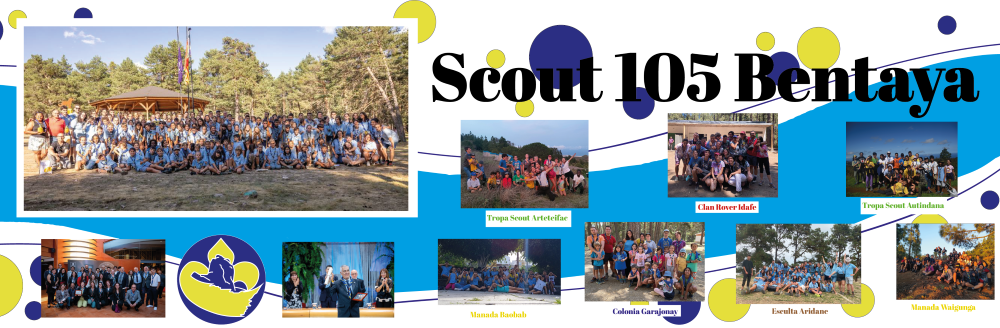 Scout 105 Bentaya
Tropa Scout Arteteifac
Clan Rover Idafe
Tropa Scout Antindana
Manada Baobab
Colonia Garajonay
Esculta Aridane
Manada Waigunga